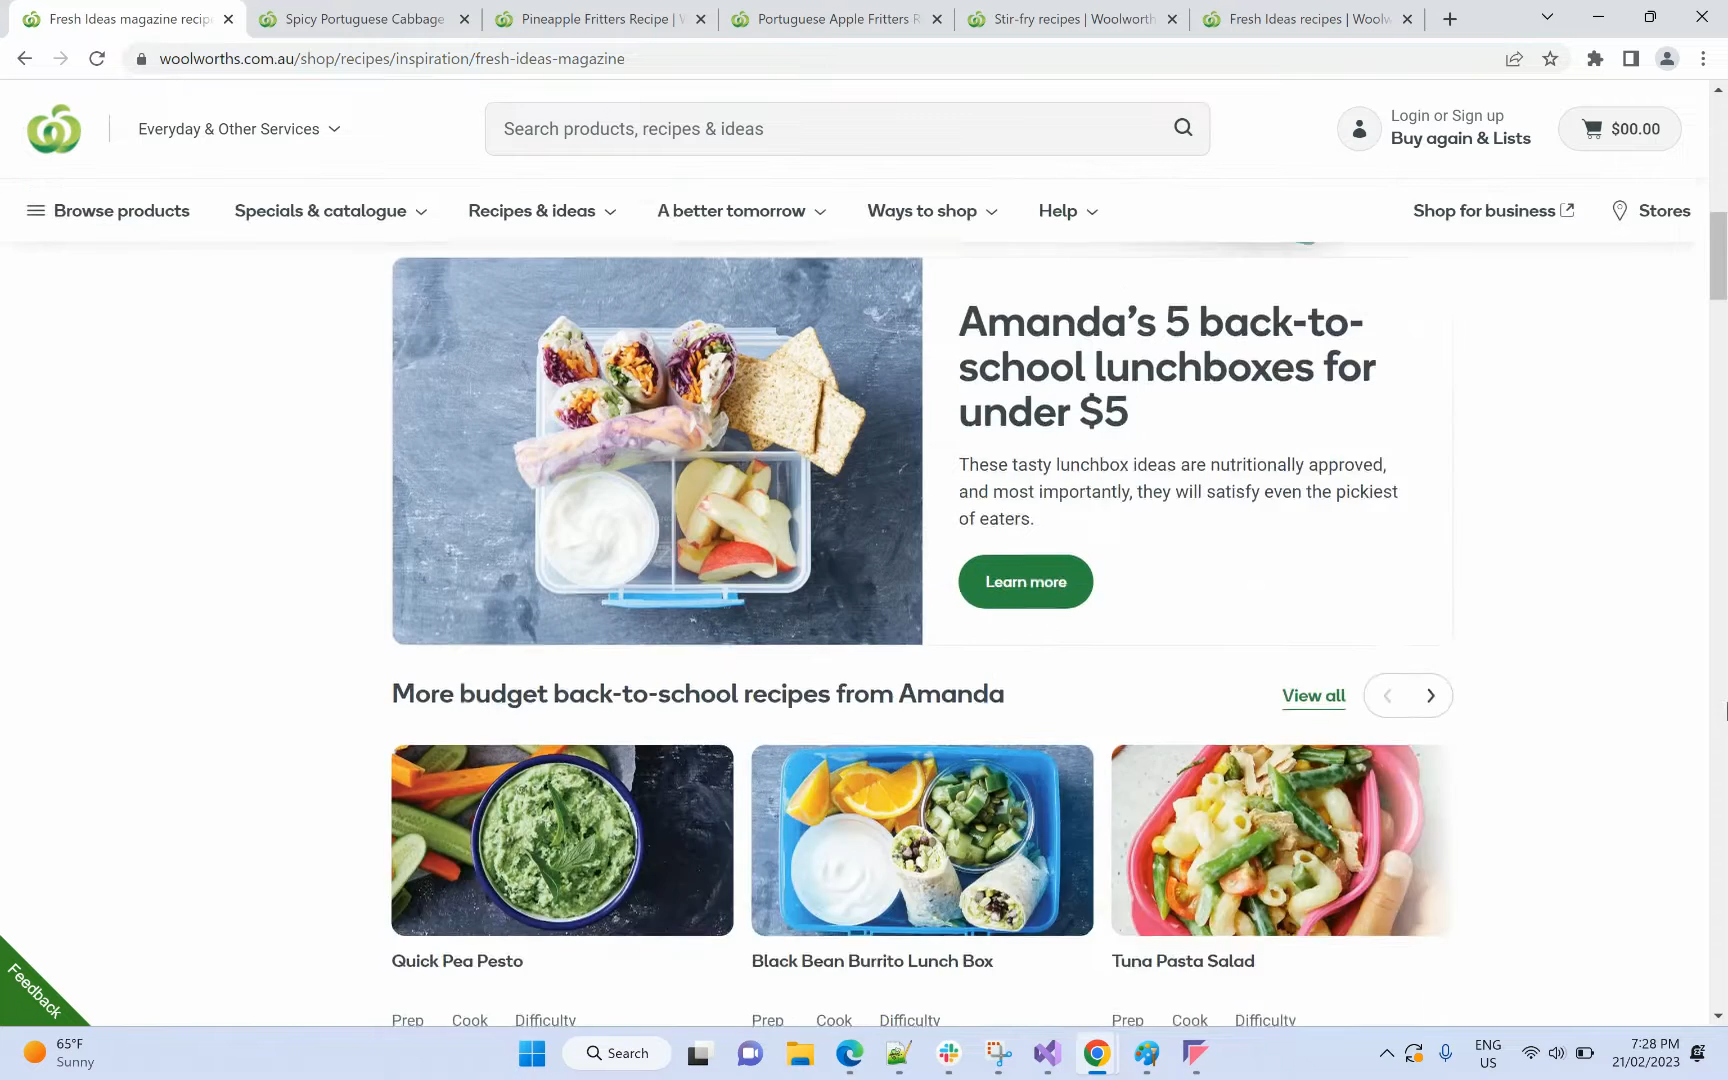 Fresh Ideas magazine recipe
Spicy Portuguese Cabbage
Pineapple Fritters Recipe | W
Portuguese Apple Fritters R
Stir-fry recipes | Woolworth
Fresh Ideas recipes | Woolw
woolworths.com.au/shop/recipes/inspiration/fresh-ideas-magazine
Everyday & Other Services
Search products, recipes & ideas
Login or Sign up
Buy again & Lists
$00.00
Browse products
Specials & catalogue
Recipes & ideas
A better tomorrow
Ways to shop
Help
Shop for business
Stores
Amanda’s 5 back-to-
school lunchboxes for
under $5
These tasty lunchbox ideas are nutritionally approved,
and most importantly, they will satisfy even the pickiest
of eaters.
Learn more
More budget back-to-school recipes from Amanda
View all
Quick Pea Pesto
Black Bean Burrito Lunch Box
Tuna Pasta Salad
Prep Cook Difficulty
Prep Cook Difficulty
Prep Cook Difficulty
Feedback
65°F
Sunny
Search
ENG
US
7:28 PM
21/02/2023